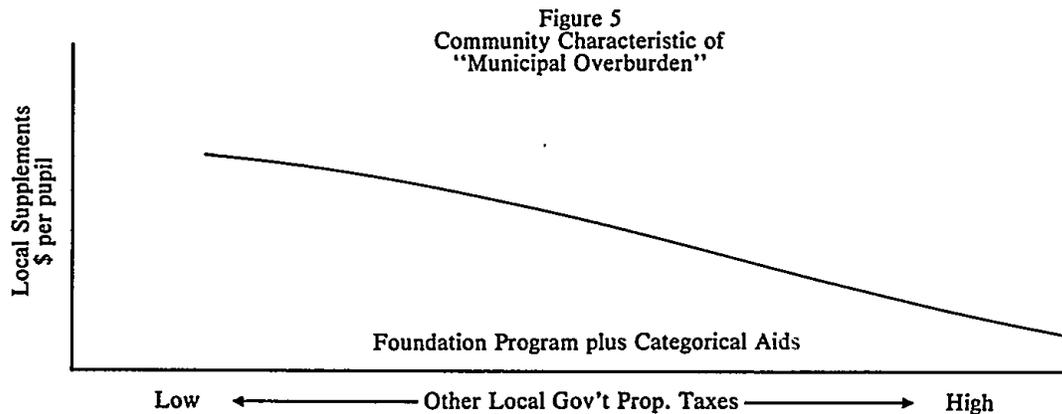 Figure 5
Community Characteristic of
"Municipal Overburden"
Local Supplements
$ per pupil
Foundation Program plus Categorical Aids
Low
Other Local Gov't Prop. Taxes
High